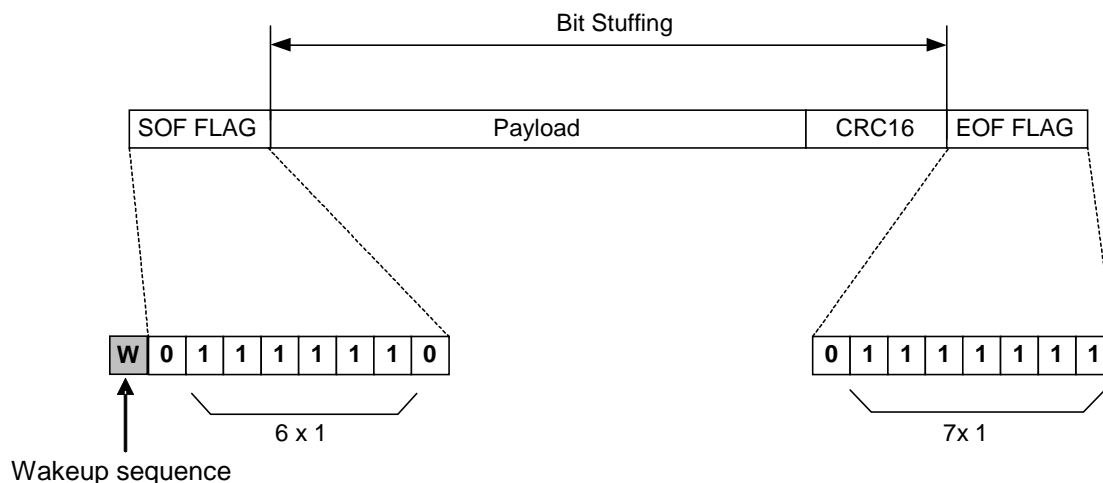 Bit Stuffing
SOF FLAG Payload CRC16 EOF FLAG
W 0 1 1 1 1 1 1 0 0 1 1 1 1 1 1 1
6 x 1 7x 1
Wakeup sequence